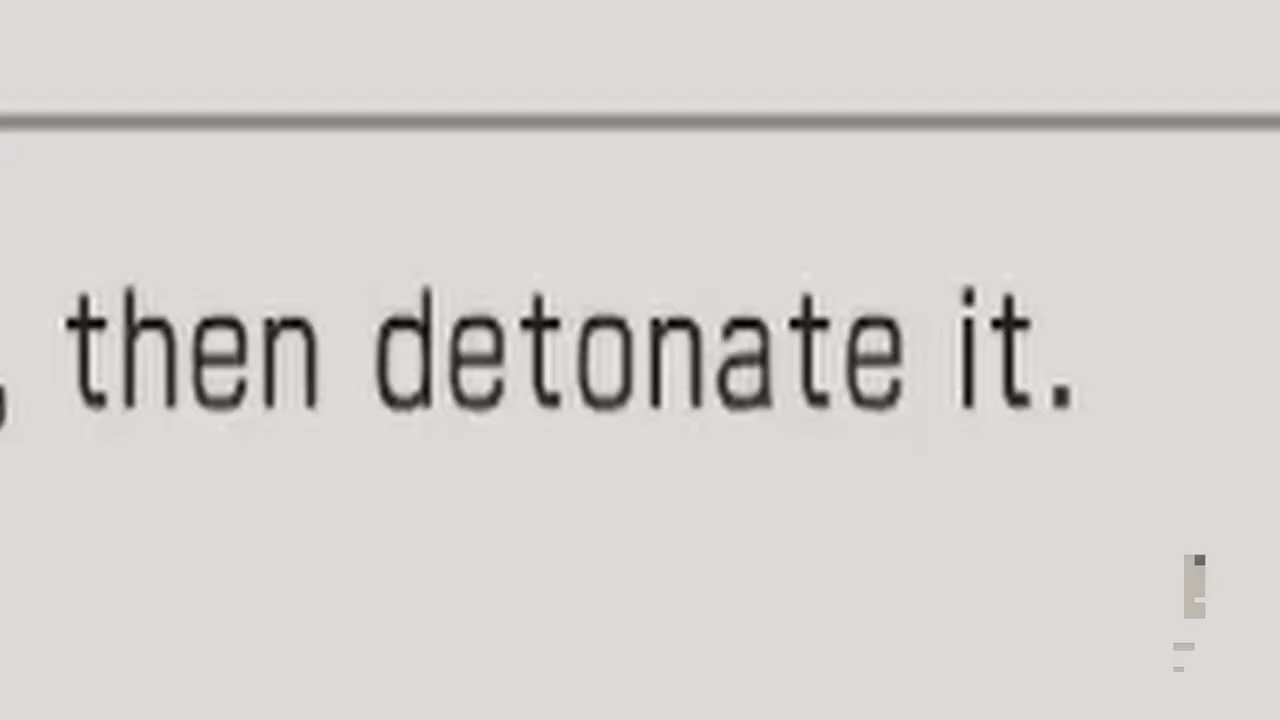 , then detonate it.